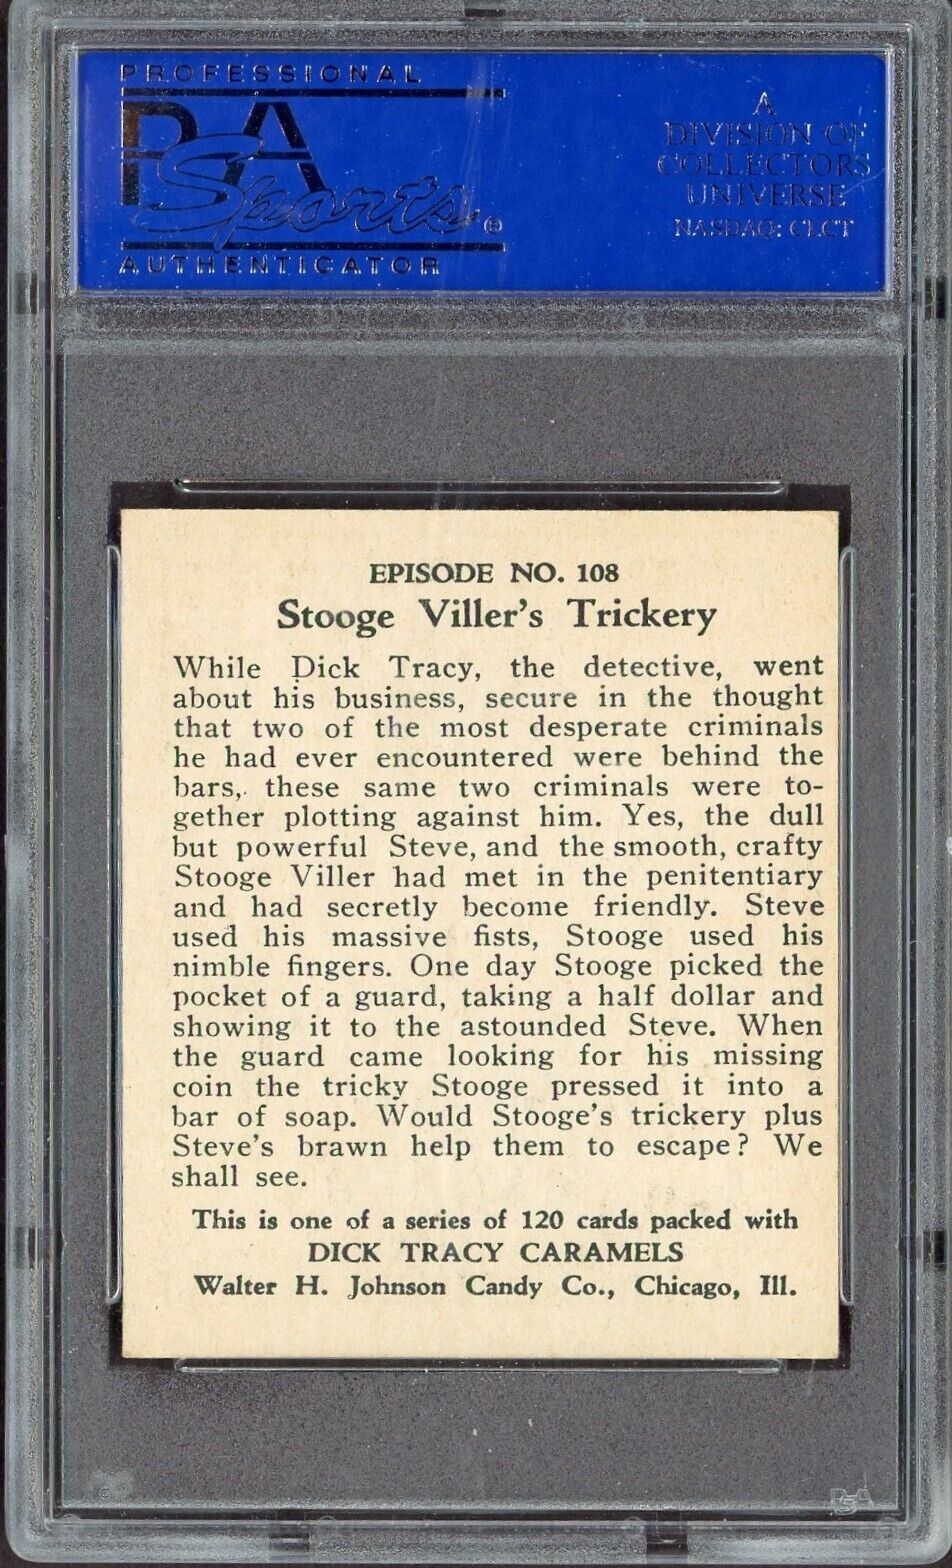 PROFESSIONAL
PSA
Sports®
AUTHENTICATOR
A
DIVISION OF
COLLECTORS
UNIVERSE
NASDAQ: CLCT
EPISODE NO. 108
Stooge Viller's Trickery
While Dick Tracy, the detective, went
about his business, secure in the thought
that two of the most desperate criminals
he had ever encountered were behind the
bars, these same two criminals were to-
gether plotting against him. Yes, the dull
but powerful Steve, and the smooth, crafty
Stooge Viller had met in the penitentiary
and had secretly become friendly. Steve
used his massive fists, Stooge used his
nimble fingers. One day Stooge picked the
pocket of a guard, taking a half dollar and
showing it to the astounded Steve. When
the guard came looking for his missing
coin the tricky Stooge pressed it into a
bar of soap. Would Stooge's trickery plus
Steve's brawn help them to escape? We
shall see.
This is one of a series of 120 cards packed with
DICK TRACY CARAMELS
Walter H. Johnson Candy Co., Chicago, Ill.
PSA